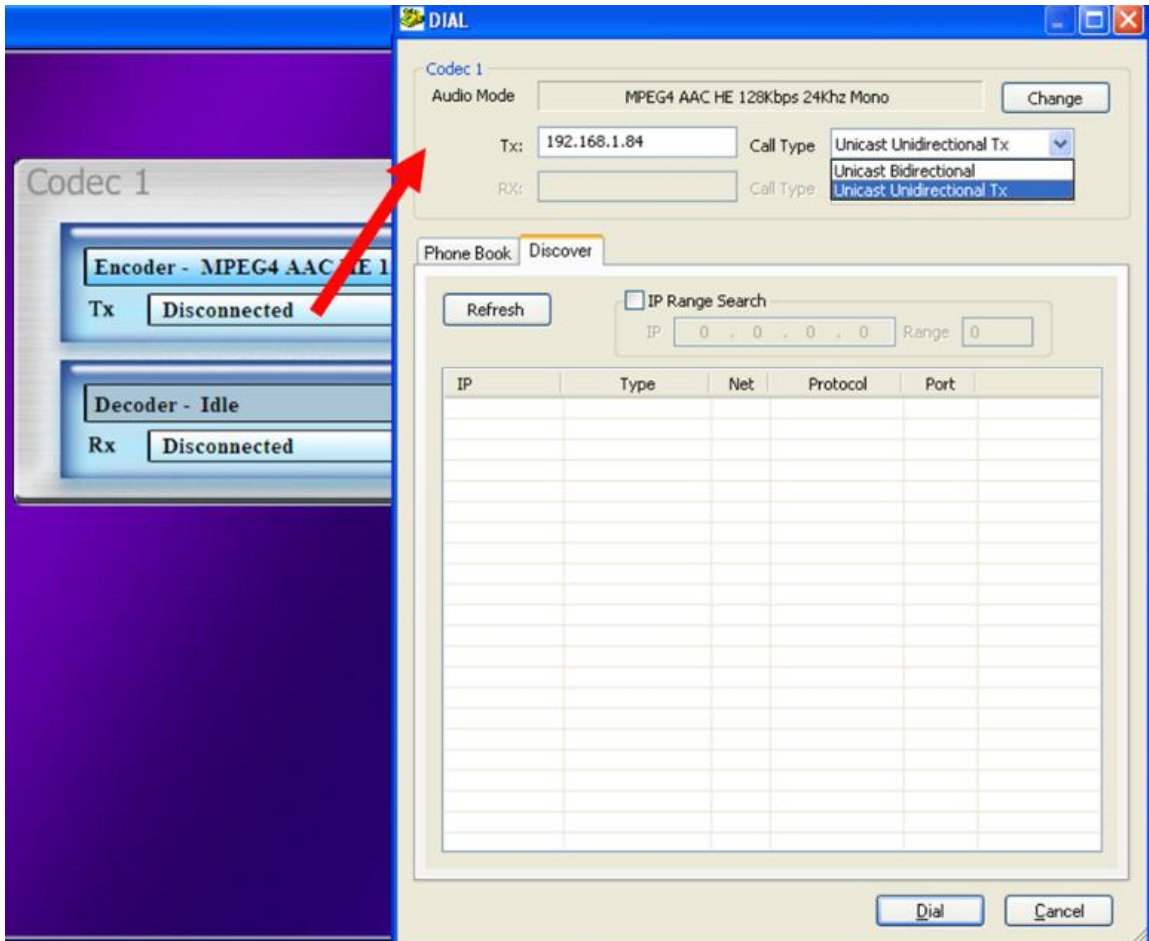 DIAL
Codec 1
Audio Mode MPEG4 AAC HE 128Kbps 24Khz Mono Change
Tx: 192.168.1.84 Call Type Unicast Unidirectional Tx
Unicast Bidirectional
RX: Call Type Unicast Unidirectional Tx
Phone Book Discover
Refresh IP Range Search
IP 0 . 0 . 0 . 0 Range 0
IP Type Net Protocol Port
Dial Cancel
Codec 1
Encoder - MPEG4 AAC HE 1
Tx Disconnected
Decoder - Idle
Rx Disconnected